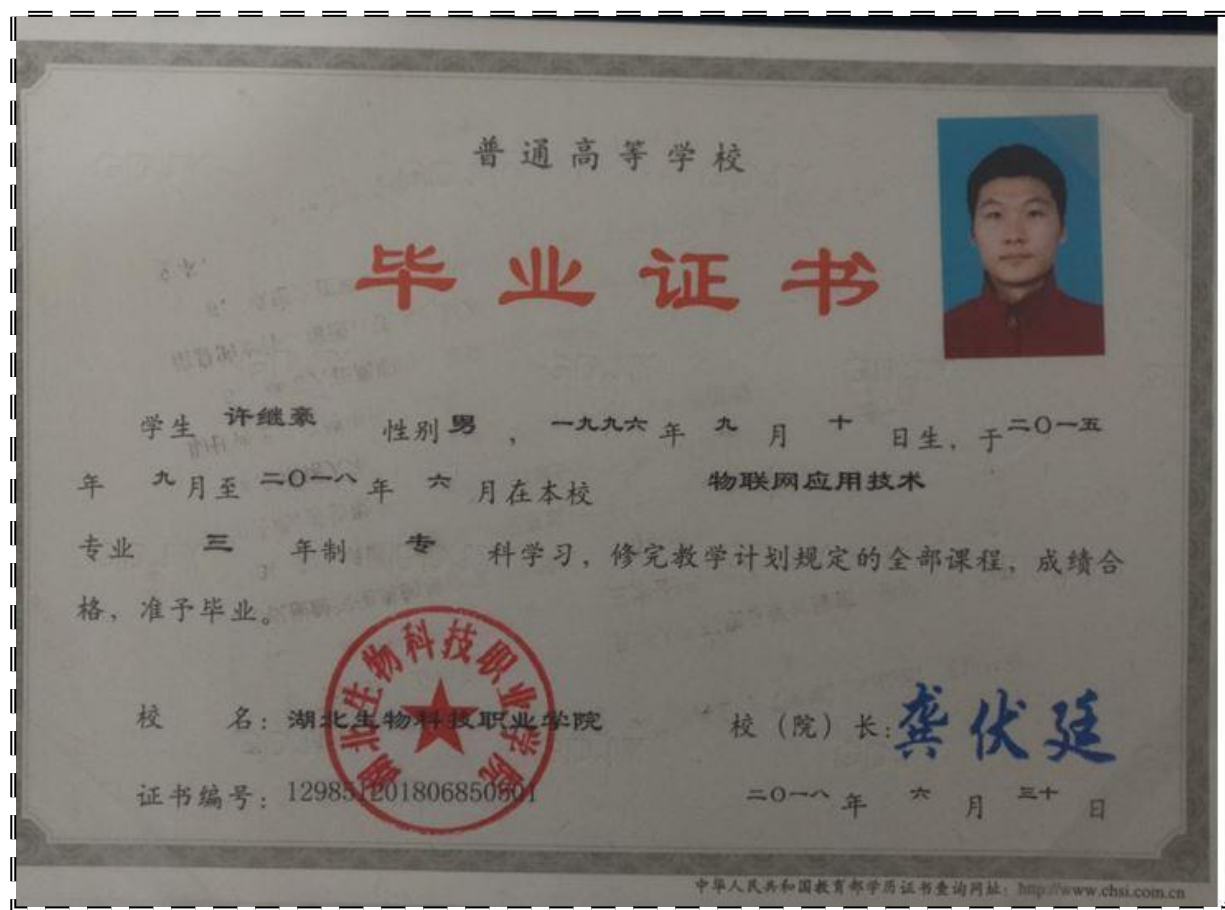 普通高等学校
毕业证书
学生 许继豪 性别 男 , 一九九六 年 九 月 十 日生, 于 二〇一五
年 九 月至 二〇一八 年 六 月在本校 物联网应用技术
专业 三 年制 专 科学习, 修完教学计划规定的全部课程, 成绩合
格, 准予毕业。
湖北生物科技职业学院
校 名: 湖北生物科技职业学院 校(院)长: 龚伏廷
证书编号: 129851201806850501 二〇一八 年 六 月 三十 日
中华人民共和国教育部学历证书查询网址: http://www.chsi.com.cn